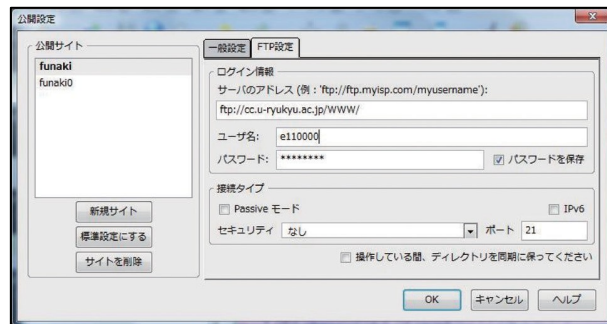 公開設定
公開サイト
funaki
funaki0
新規サイト
標準設定にする
サイトを削除
一般設定 FTP設定
ログイン情報
サーバのアドレス (例 : 'ftp://ftp.myisp.com/myusername'):
ftp://cc.u-ryukyu.ac.jp/WWW/
ユーザ名: e110000
パスワード: ******** パスワードを保存
接続タイプ
Passive モード IPv6
セキュリティ なし ポート 21
操作している間、ディレクトリを同期に保ってください
OK キャンセル ヘルプ